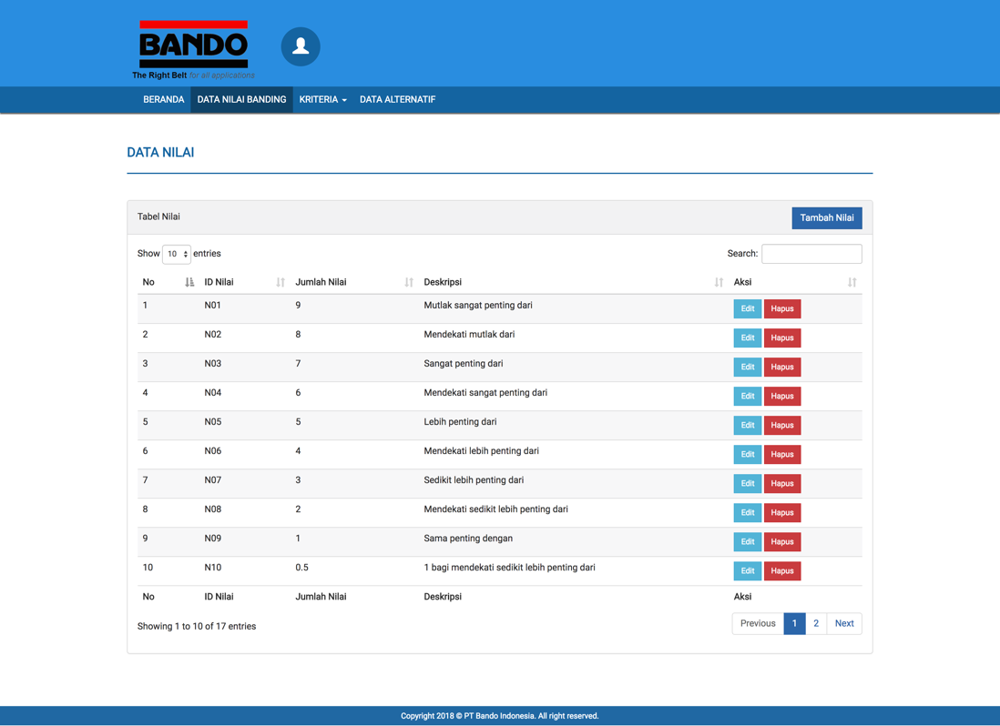 BANDO
The Right Belt for all applications
BERANDA DATA NILAI BANDING KRITERIA DATA ALTERNATIF
DATA NILAI
Tabel Nilai Tambah Nilai
Show 10 entries Search:
No ID Nilai Jumlah Nilai Deskripsi Aksi
1 N01 9 Mutlak sangat penting dari Edit Hapus
2 N02 8 Mendekati mutlak dari Edit Hapus
3 N03 7 Sangat penting dari Edit Hapus
4 N04 6 Mendekati sangat penting dari Edit Hapus
5 N05 5 Lebih penting dari Edit Hapus
6 N06 4 Mendekati lebih penting dari Edit Hapus
7 N07 3 Sedikit lebih penting dari Edit Hapus
8 N08 2 Mendekati sedikit lebih penting dari Edit Hapus
9 N09 1 Sama penting dengan Edit Hapus
10 N10 0.5 1 bagi mendekati sedikit lebih penting dari Edit Hapus
No ID Nilai Jumlah Nilai Deskripsi Aksi
Showing 1 to 10 of 17 entries Previous 1 2 Next
Copyright 2018 © PT Bando Indonesia. All right reserved.